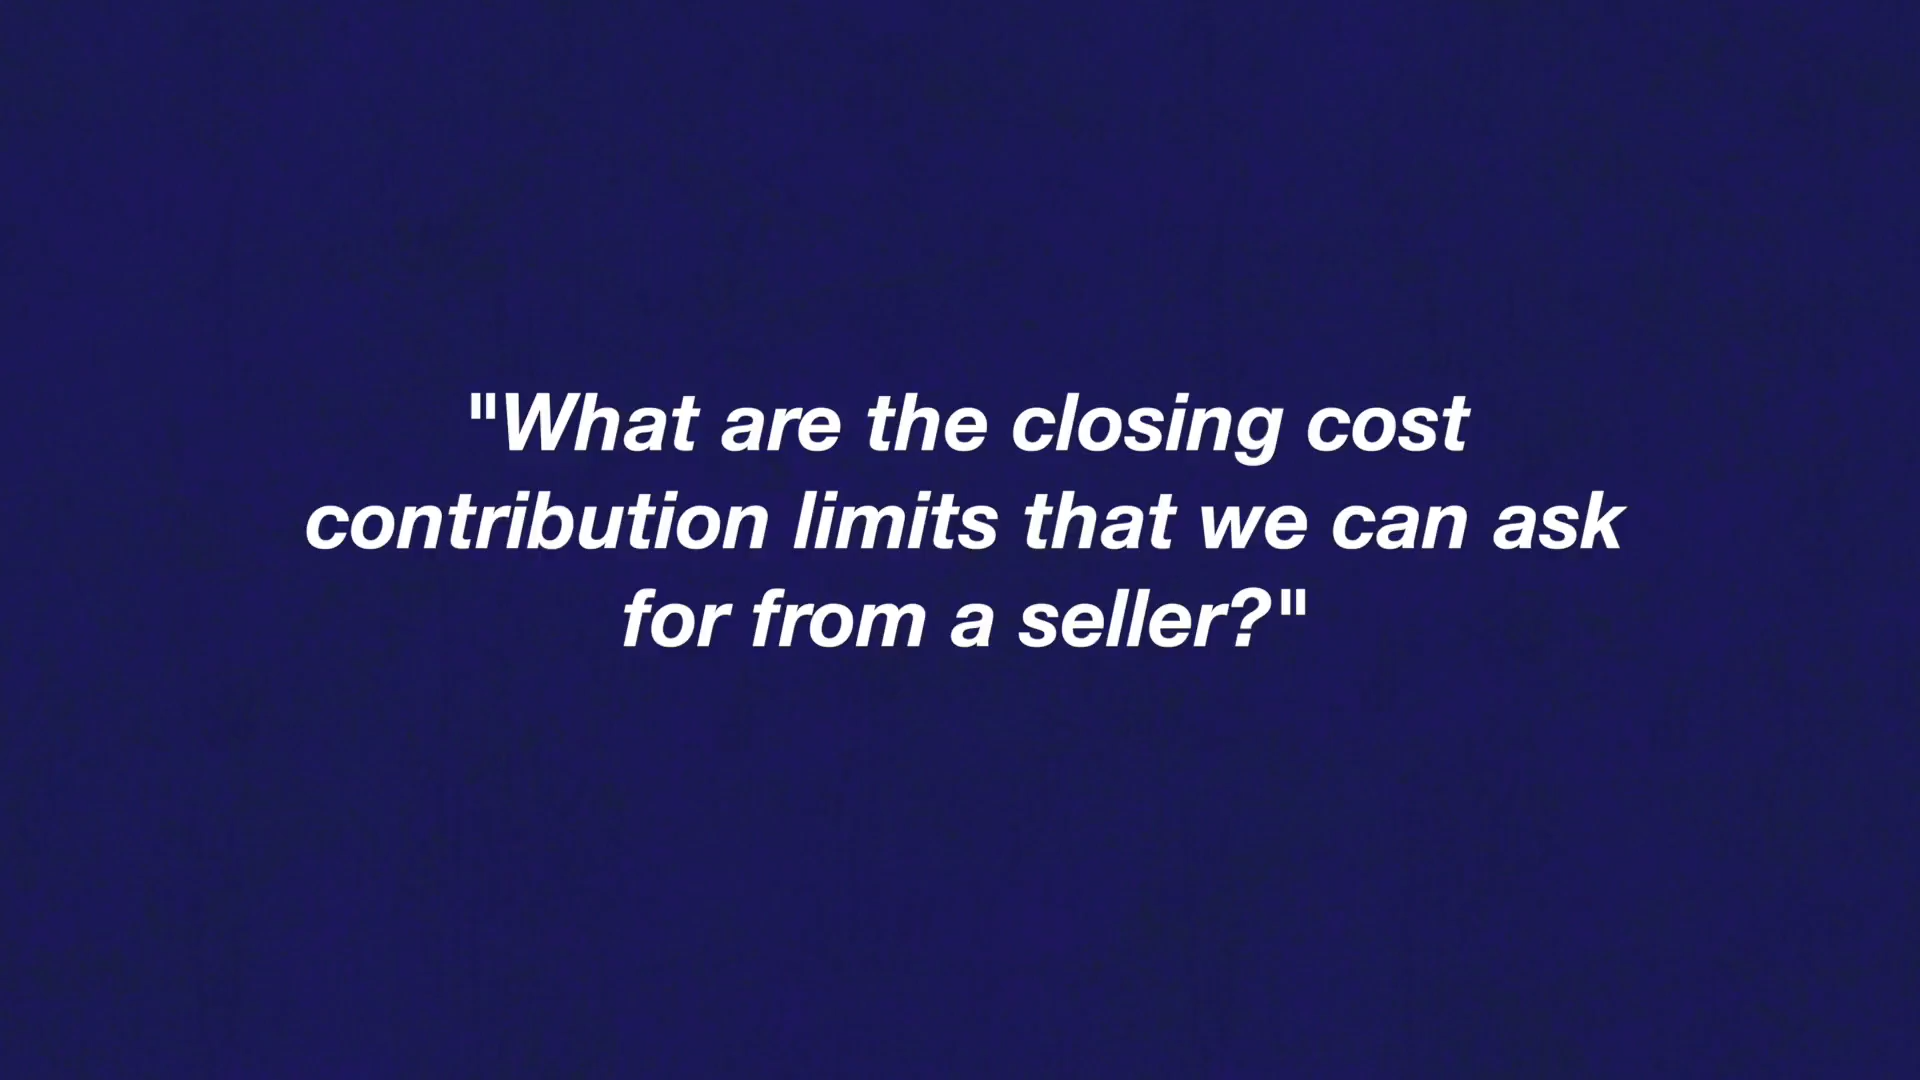 "What are the closing cost
contribution limits that we can ask
for from a seller?"